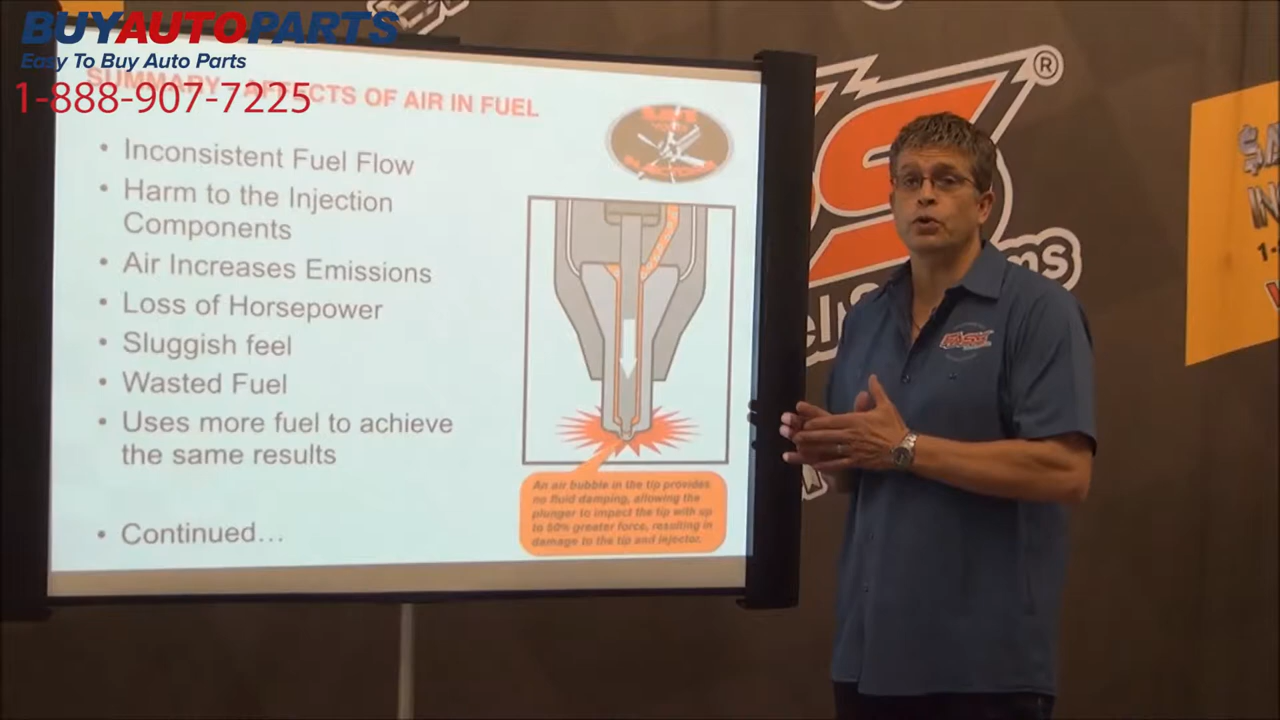 BUYAUTOPARTS
Easy To Buy Auto Parts
1-888-907-7225
SUMMARY - AFFECTS OF AIR IN FUEL
• Inconsistent Fuel Flow
• Harm to the Injection
Components
• Air Increases Emissions
• Loss of Horsepower
• Sluggish feel
• Wasted Fuel
• Uses more fuel to achieve
the same results
• Continued...
An air bubble in the tip provides
no fluid damping, allowing the
plunger to impact the tip with up
to 50% greater force, resulting in
damage to the tip and injector.
FASS
®